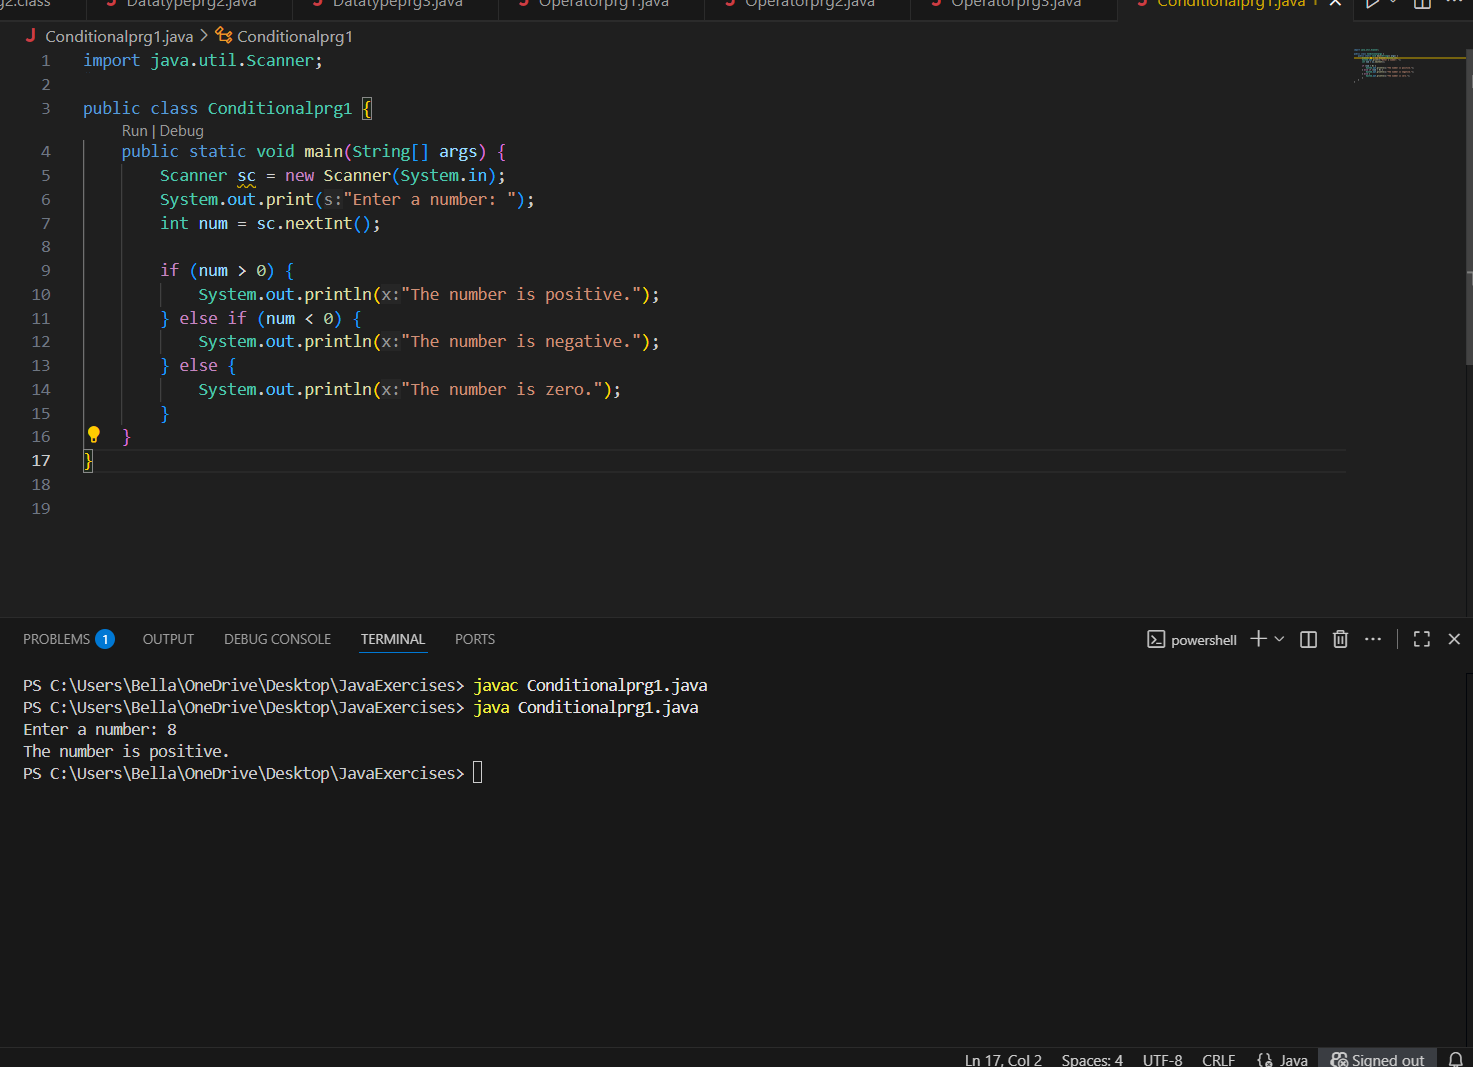 g2.class Datatypeprg2.java Datatypeprg3.java Operatorprg1.java Operatorprg2.java Operatorprg3.java Conditionalprg1.java 1
Conditionalprg1.java > Conditionalprg1
1 import java.util.Scanner;
2
3 public class Conditionalprg1 {
Run | Debug
4 public static void main(String[] args) {
5 Scanner sc = new Scanner(System.in);
6 System.out.print(s:"Enter a number: ");
7 int num = sc.nextInt();
8
9 if (num > 0) {
10 System.out.println(x:"The number is positive.");
11 } else if (num < 0) {
12 System.out.println(x:"The number is negative.");
13 } else {
14 System.out.println(x:"The number is zero.");
15 }
16 }
17 }
18
19
PROBLEMS 1 OUTPUT DEBUG CONSOLE TERMINAL PORTS powershell
PS C:\Users\Bella\OneDrive\Desktop\JavaExercises> javac Conditionalprg1.java
PS C:\Users\Bella\OneDrive\Desktop\JavaExercises> java Conditionalprg1.java
Enter a number: 8
The number is positive.
PS C:\Users\Bella\OneDrive\Desktop\JavaExercises>
Ln 17, Col 2 Spaces: 4 UTF-8 CRLF {} Java Signed out